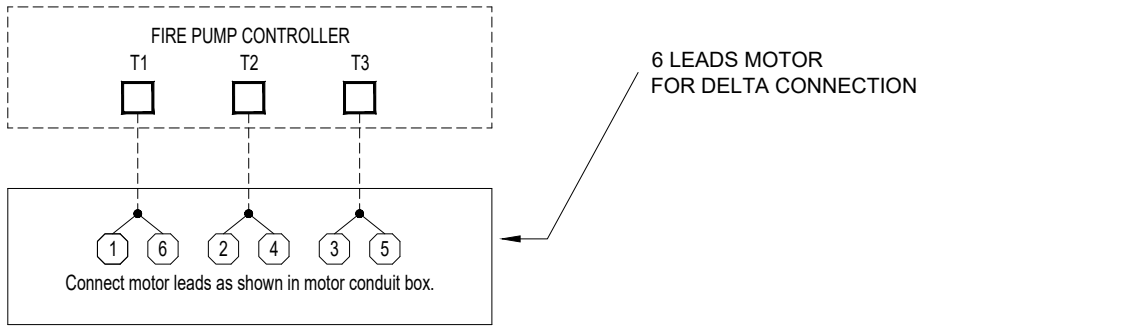 FIRE PUMP CONTROLLER
T1 T2 T3
6 LEADS MOTOR
FOR DELTA CONNECTION
1 6 2 4 3 5
Connect motor leads as shown in motor conduit box.